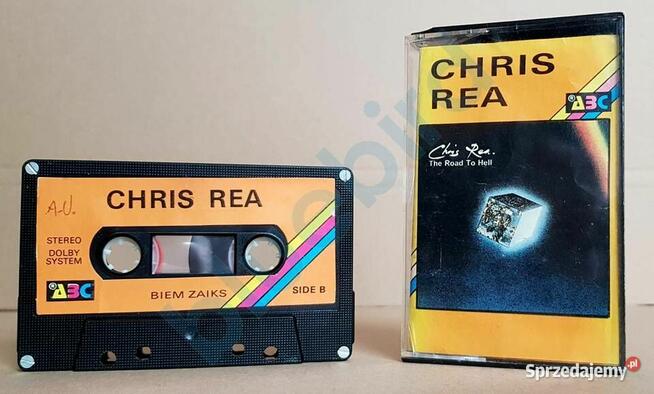 A.U.
CHRIS REA
STEREO
DOLBY
SYSTEM
ABC
BIEM ZAIKS
SIDE B
CHRIS
REA
ABC
Chris Rea.
The Road To Hell
Sprzedajemy.pl